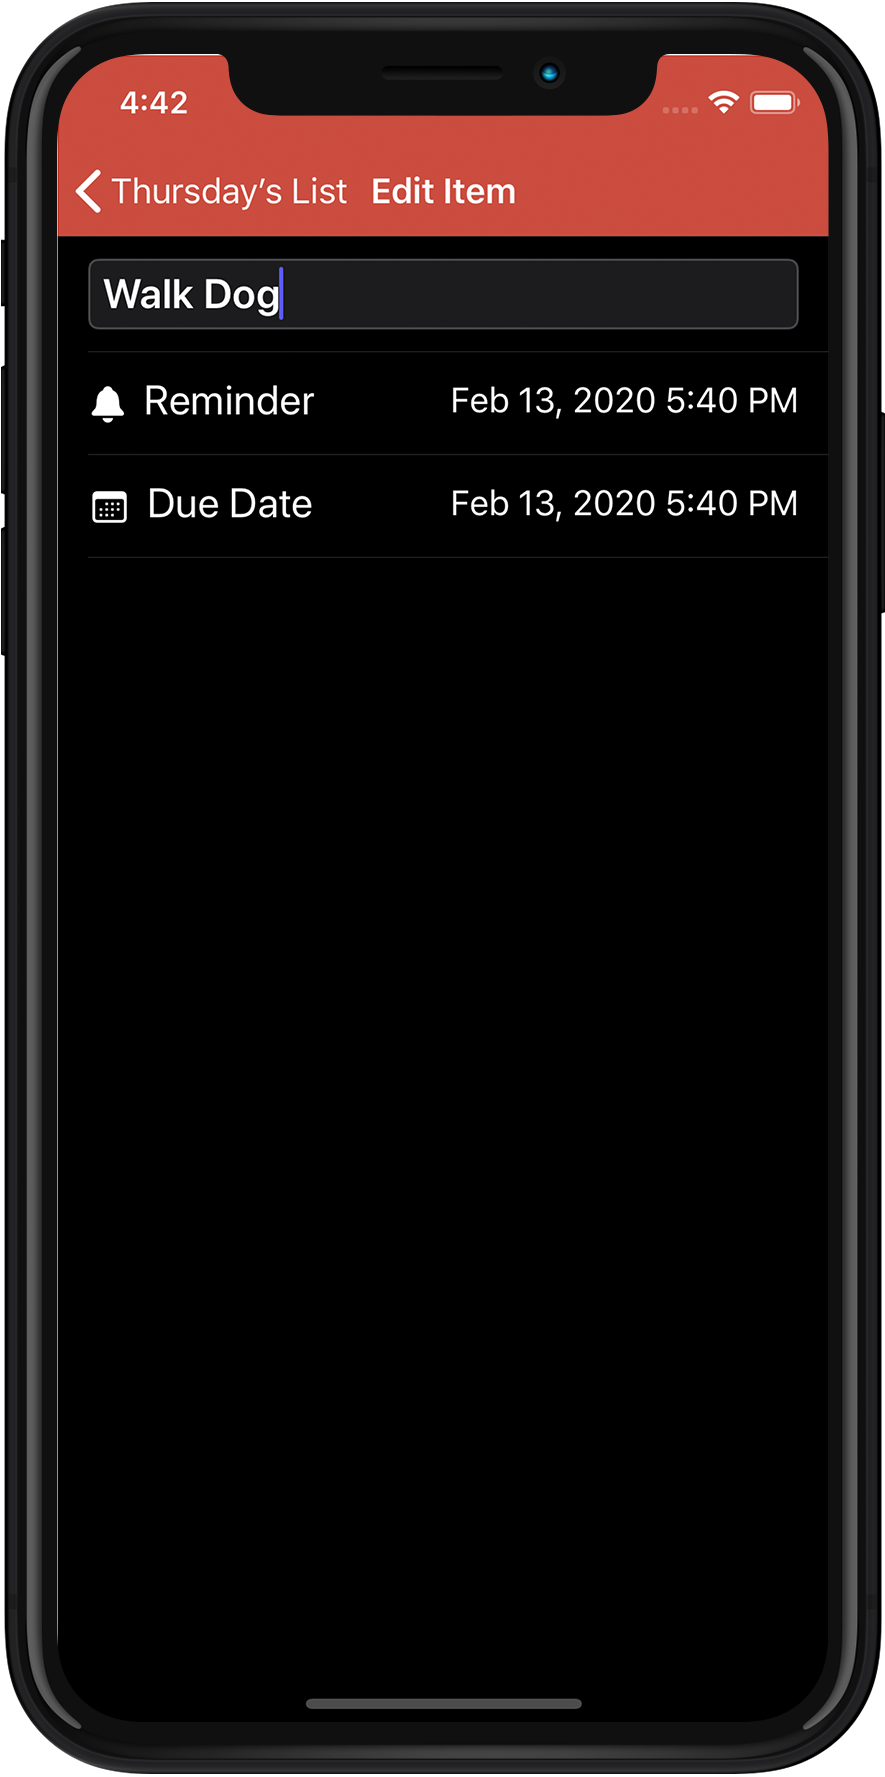 4:42
Thursday’s List Edit Item
Walk Dog
Reminder Feb 13, 2020 5:40 PM
Due Date Feb 13, 2020 5:40 PM